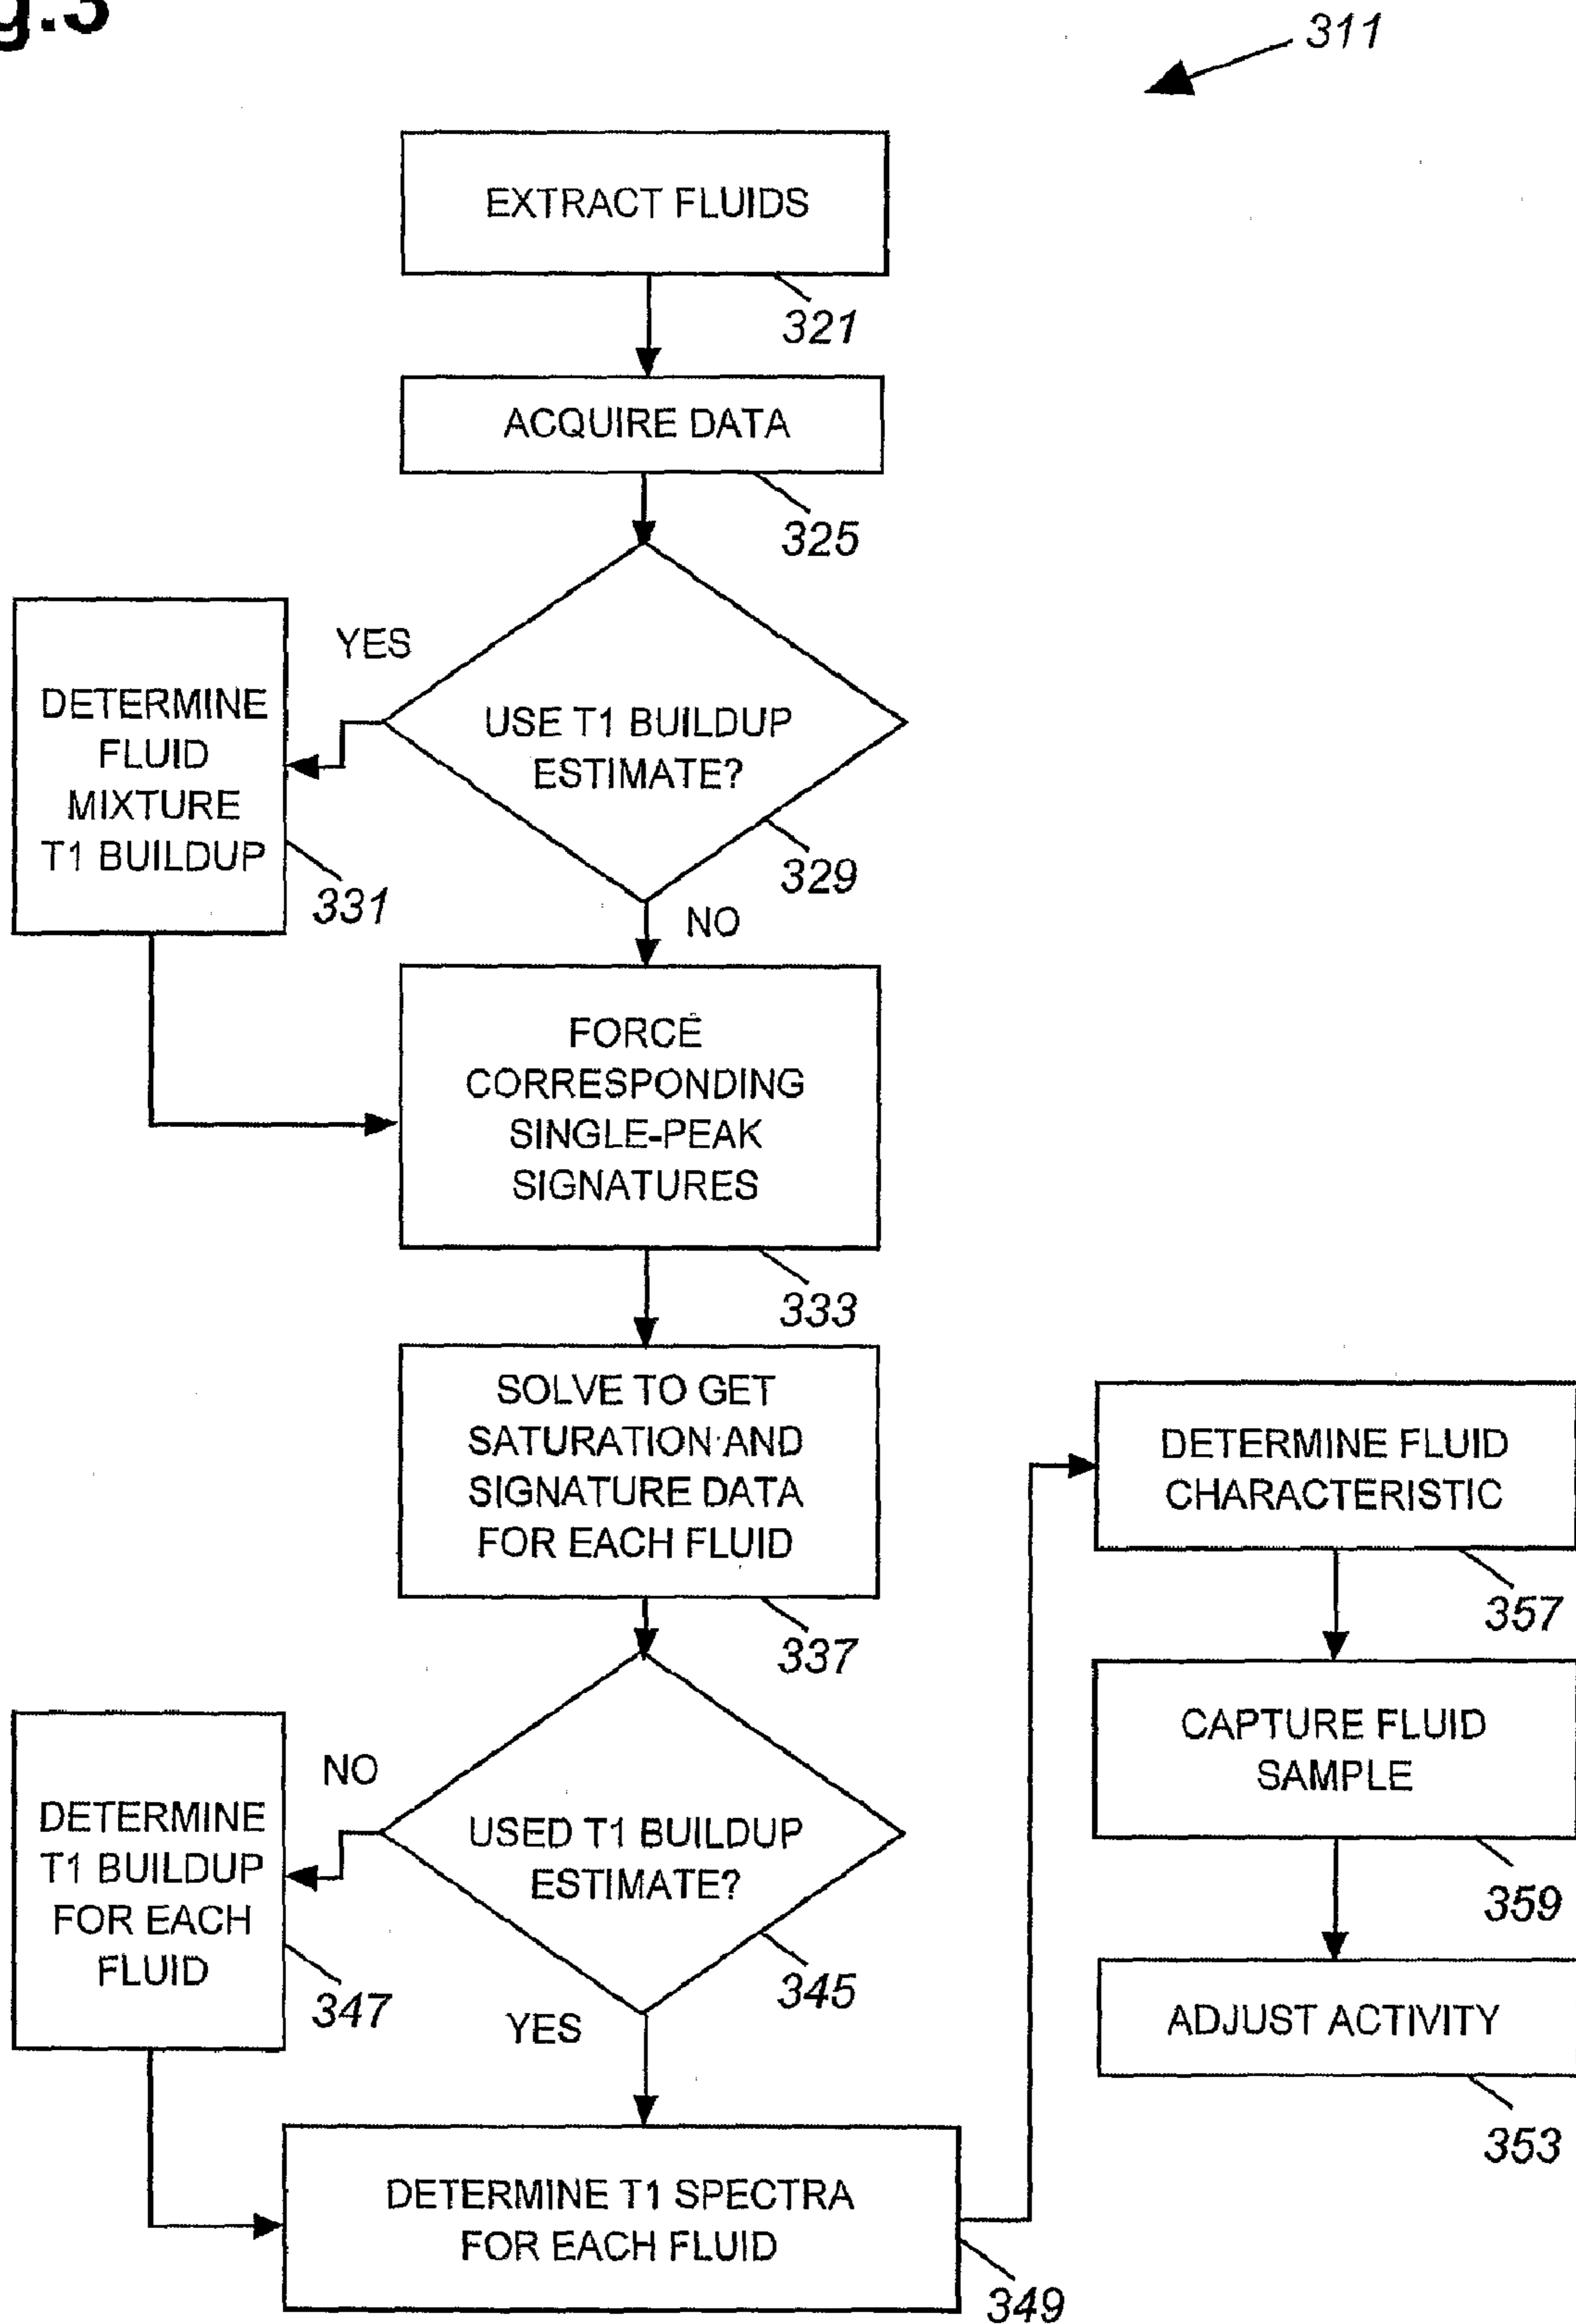 g.3
311
EXTRACT FLUIDS
321
ACQUIRE DATA
325
YES
USE T1 BUILDUP
ESTIMATE?
329
DETERMINE
FLUID
MIXTURE
T1 BUILDUP
331
NO
FORCE
CORRESPONDING
SINGLE-PEAK
SIGNATURES
333
SOLVE TO GET
SATURATION AND
SIGNATURE DATA
FOR EACH FLUID
337
NO
USED T1 BUILDUP
ESTIMATE?
345
DETERMINE
T1 BUILDUP
FOR EACH
FLUID
347
YES
DETERMINE T1 SPECTRA
FOR EACH FLUID
349
DETERMINE FLUID
CHARACTERISTIC
357
CAPTURE FLUID
SAMPLE
359
ADJUST ACTIVITY
353